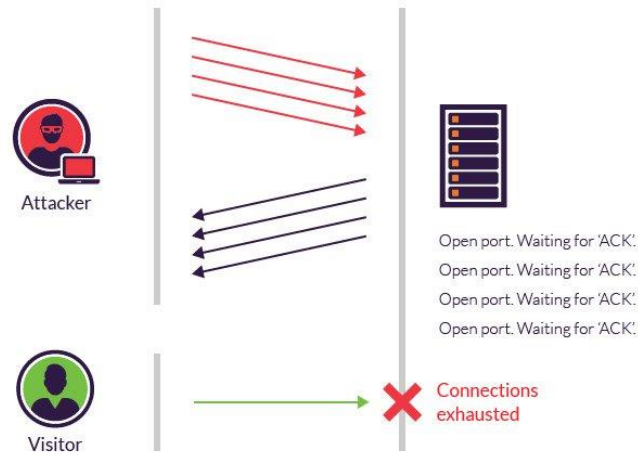 Attacker
Open port. Waiting for ‘ACK’.
Open port. Waiting for ‘ACK’.
Open port. Waiting for ‘ACK’.
Open port. Waiting for ‘ACK’.
Connections
exhausted
Visitor